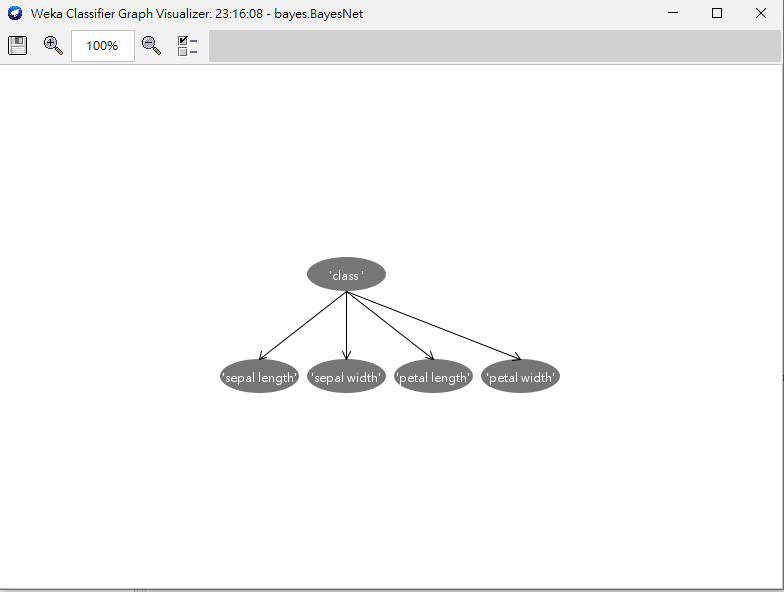 Weka Classifier Graph Visualizer: 23:16:08 - bayes.BayesNet
100%
'class '
'sepal length' 'sepal width' 'petal length' 'petal width'